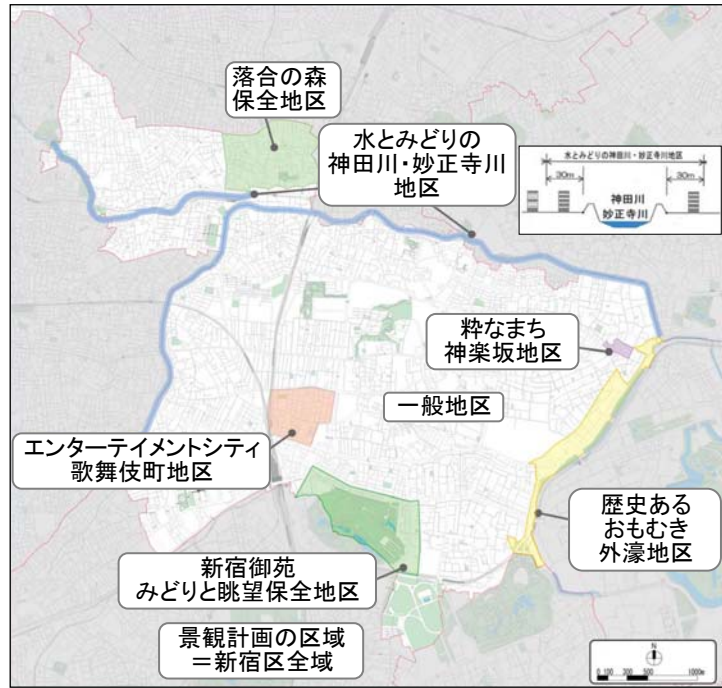 落合の森
保全地区
水とみどりの
神田川・妙正寺川
地区
水とみどりの神田川・妙正寺川地区
30m
30m
神田川
妙正寺川
粋なまち
神楽坂地区
一般地区
エンターテイメントシティ
歌舞伎町地区
歴史ある
おもむき
外濠地区
新宿御苑
みどりと眺望保全地区
景観計画の区域
＝新宿区全域
N
0 100 300 500 1000m